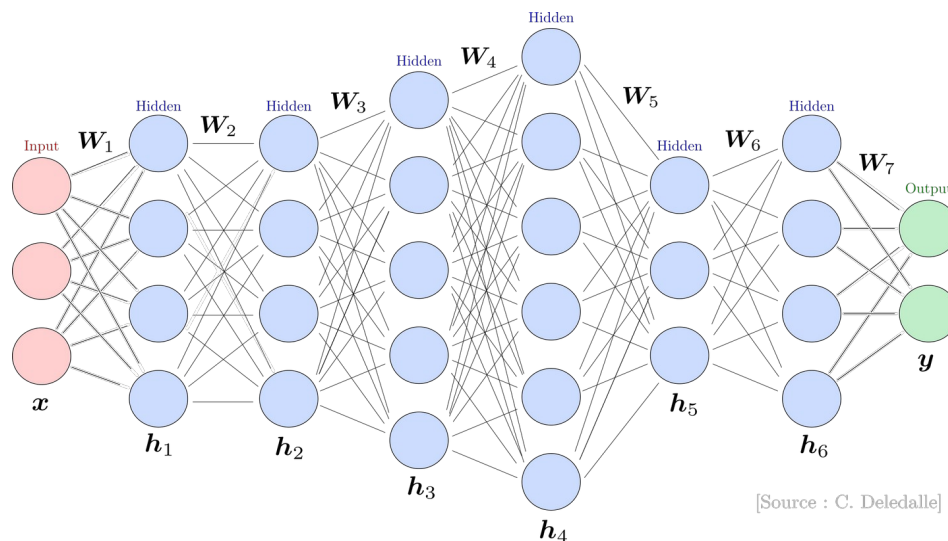 Hidden
Hidden
W₄
Hidden
Hidden
Hidden
W₃
W₅
Hidden
Input
W₁
W₂
Hidden
W₆
W₇
Output
x
h₁
h₂
h₃
h₄
h₅
h₆
y
[Source : C. Deledalle]